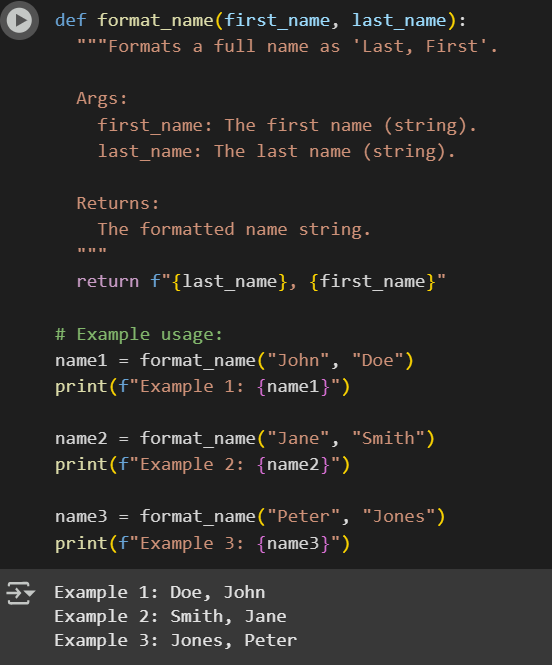 def format_name(first_name, last_name):
  """Formats a full name as 'Last, First'.

  Args:
    first_name: The first name (string).
    last_name: The last name (string).

  Returns:
    The formatted name string.
  """
  return f"{last_name}, {first_name}"

# Example usage:
name1 = format_name("John", "Doe")
print(f"Example 1: {name1}")

name2 = format_name("Jane", "Smith")
print(f"Example 2: {name2}")

name3 = format_name("Peter", "Jones")
print(f"Example 3: {name3}")

Example 1: Doe, John
Example 2: Smith, Jane
Example 3: Jones, Peter